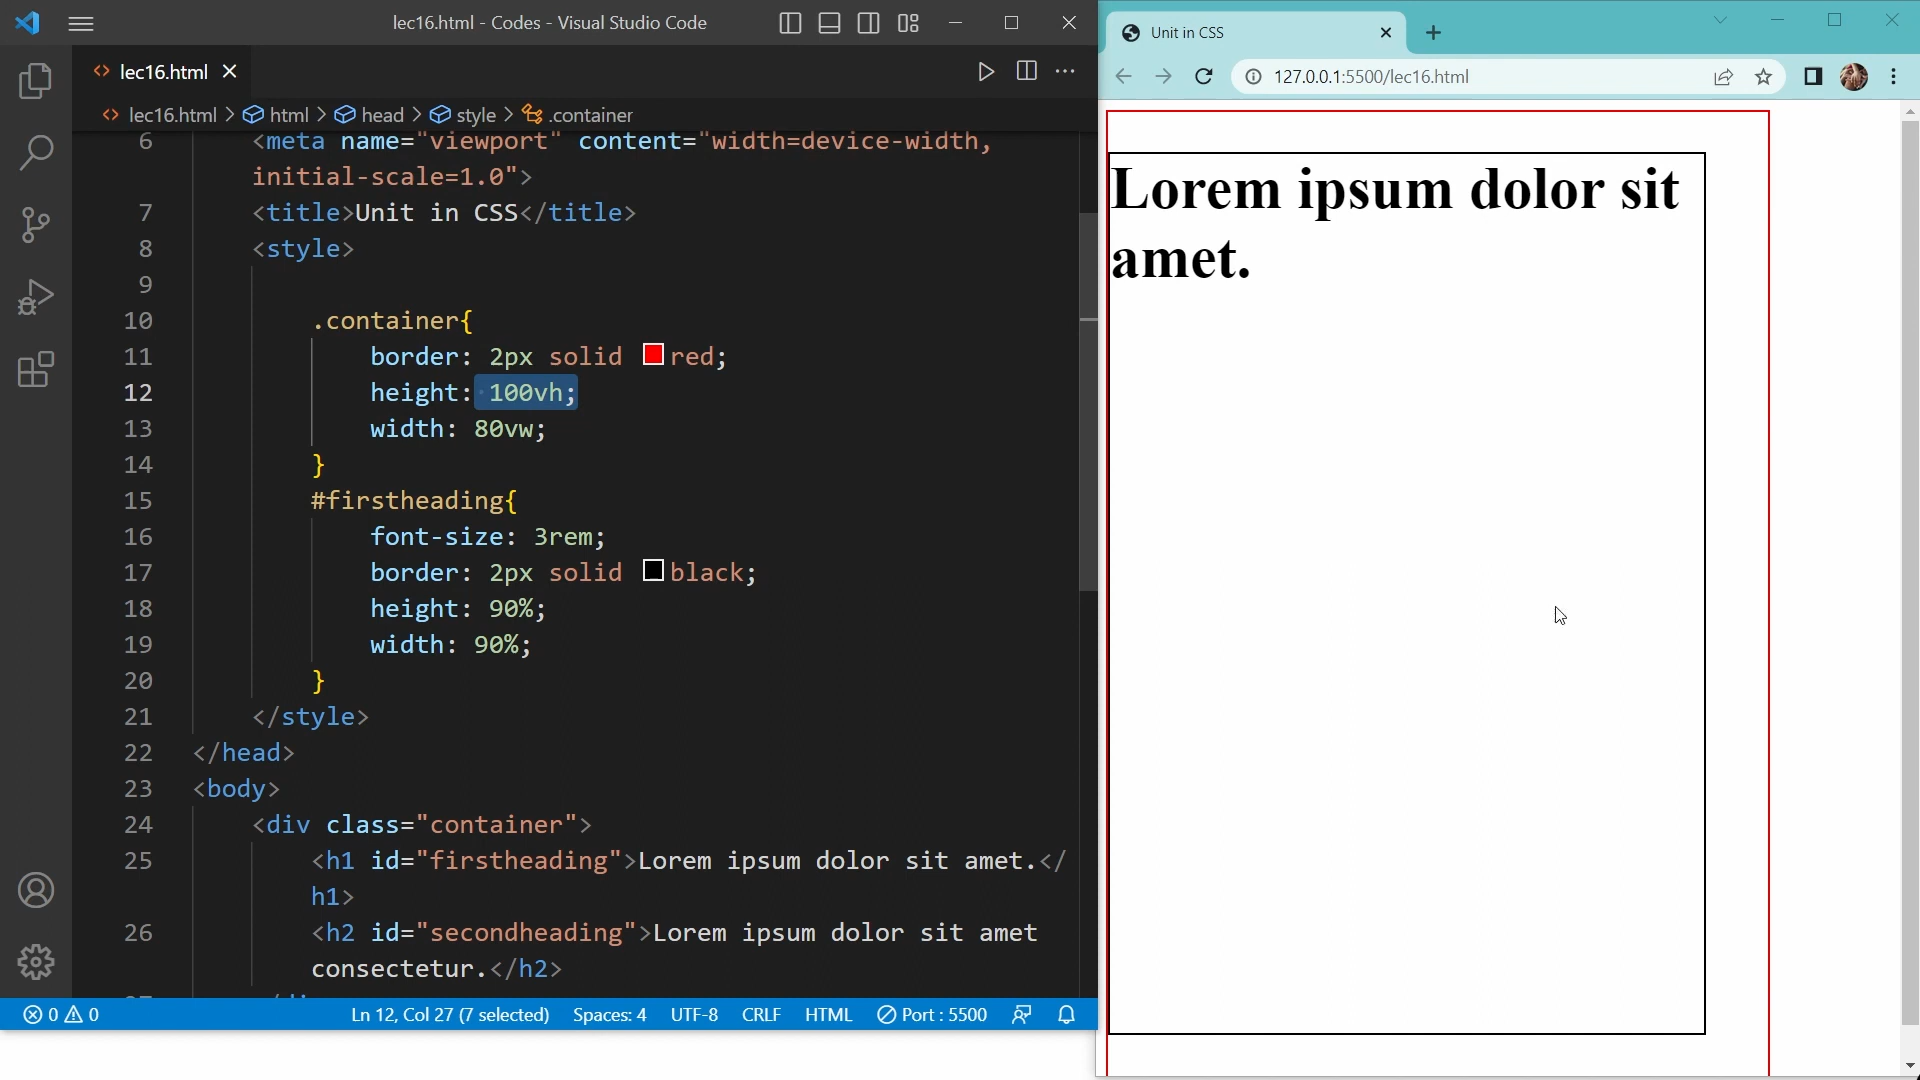 lec16.html - Codes - Visual Studio Code
lec16.html
lec16.html > html > head > style > .container
6 <meta name="viewport" content="width=device-width,
initial-scale=1.0">
7 <title>Unit in CSS</title>
8 <style>
9
10 .container{
11 border: 2px solid red;
12 height: 100vh;
13 width: 80vw;
14 }
15 #firstheading{
16 font-size: 3rem;
17 border: 2px solid black;
18 height: 90%;
19 width: 90%;
20 }
21 </style>
22 </head>
23 <body>
24 <div class="container">
25 <h1 id="firstheading">Lorem ipsum dolor sit amet.</
h1>
26 <h2 id="secondheading">Lorem ipsum dolor sit amet
consectetur.</h2>
0 0 Ln 12, Col 27 (7 selected) Spaces: 4 UTF-8 CRLF HTML Port : 5500
Unit in CSS
127.0.0.1:5500/lec16.html
Lorem ipsum dolor sit
amet.